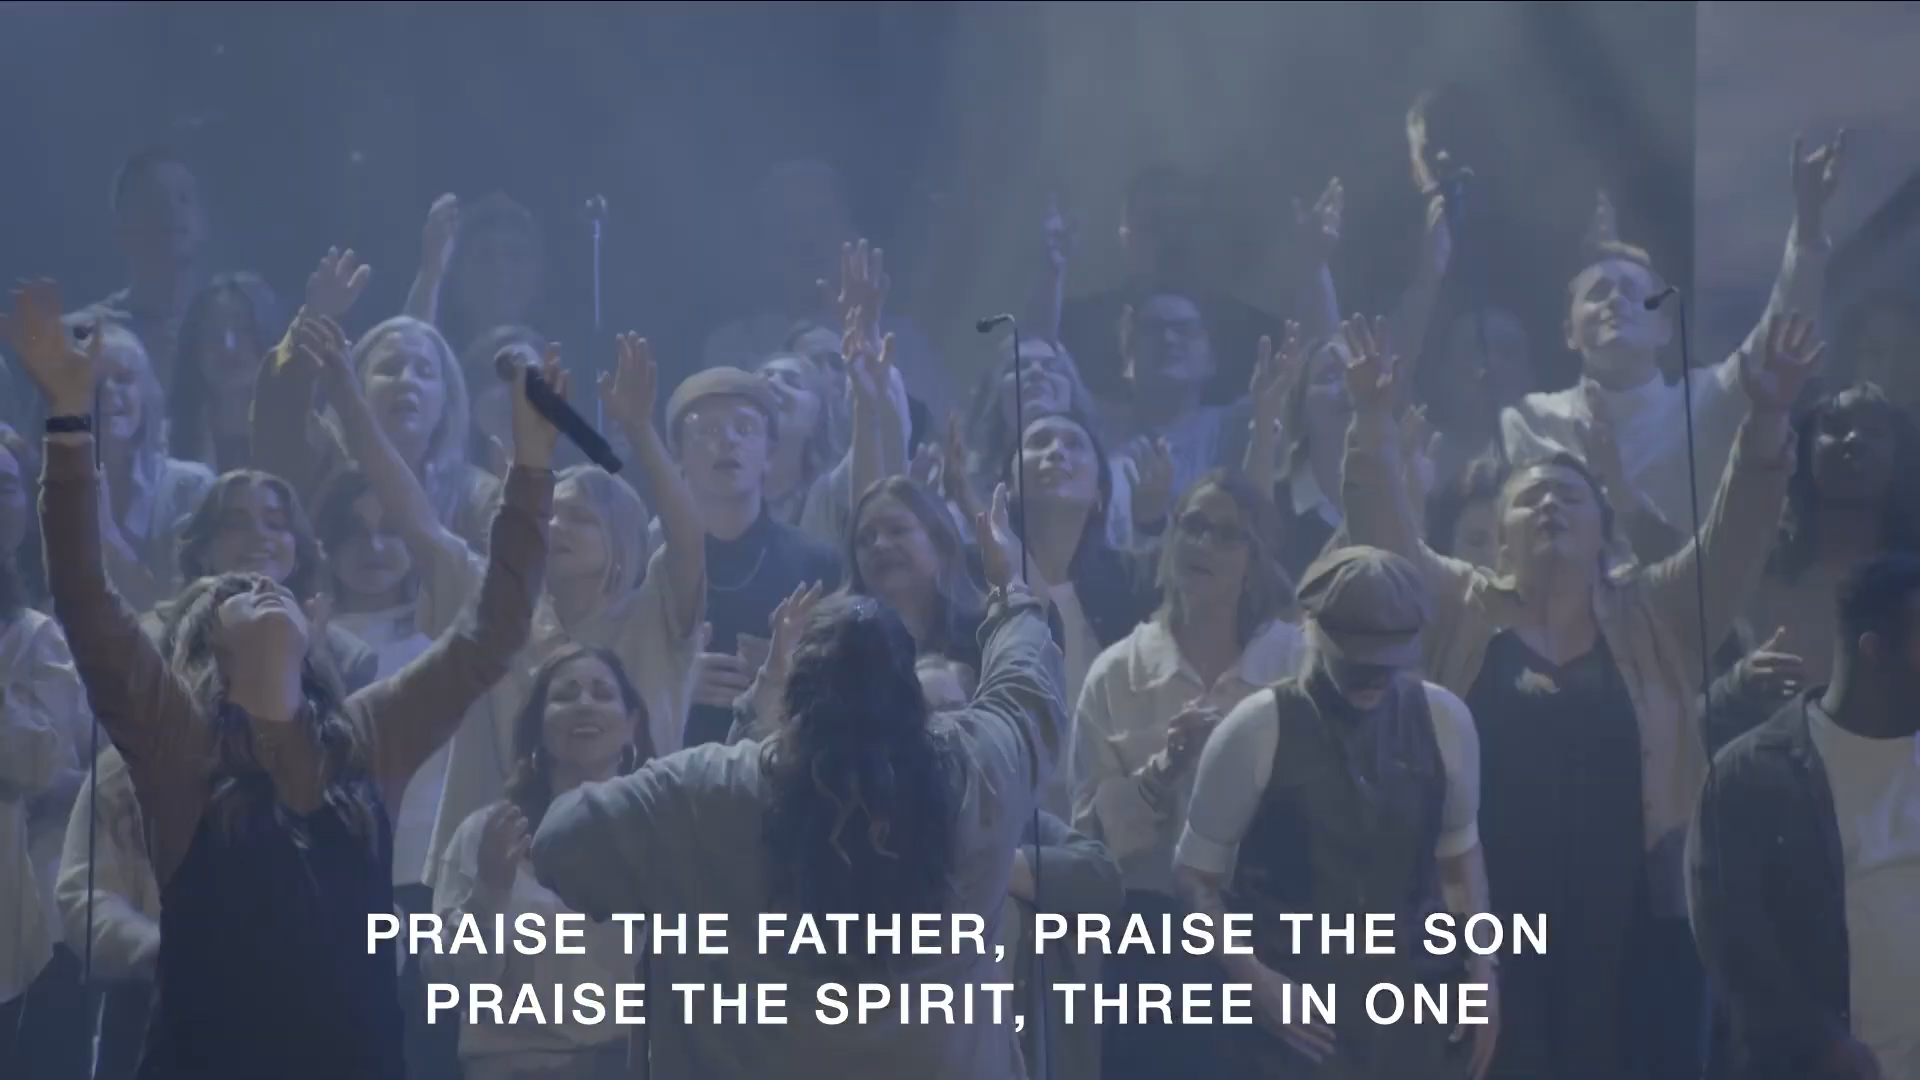 PRAISE THE FATHER, PRAISE THE SON
PRAISE THE SPIRIT, THREE IN ONE